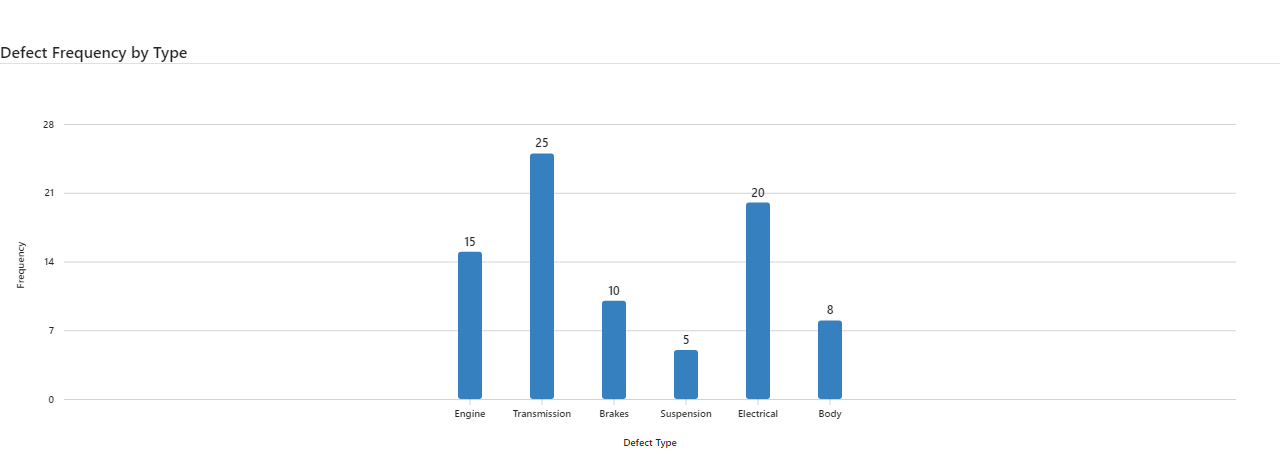 Defect Frequency by Type
28
25
21
20
15
14
10
8
7
5
0
Frequency
Engine Transmission Brakes Suspension Electrical Body
Defect Type